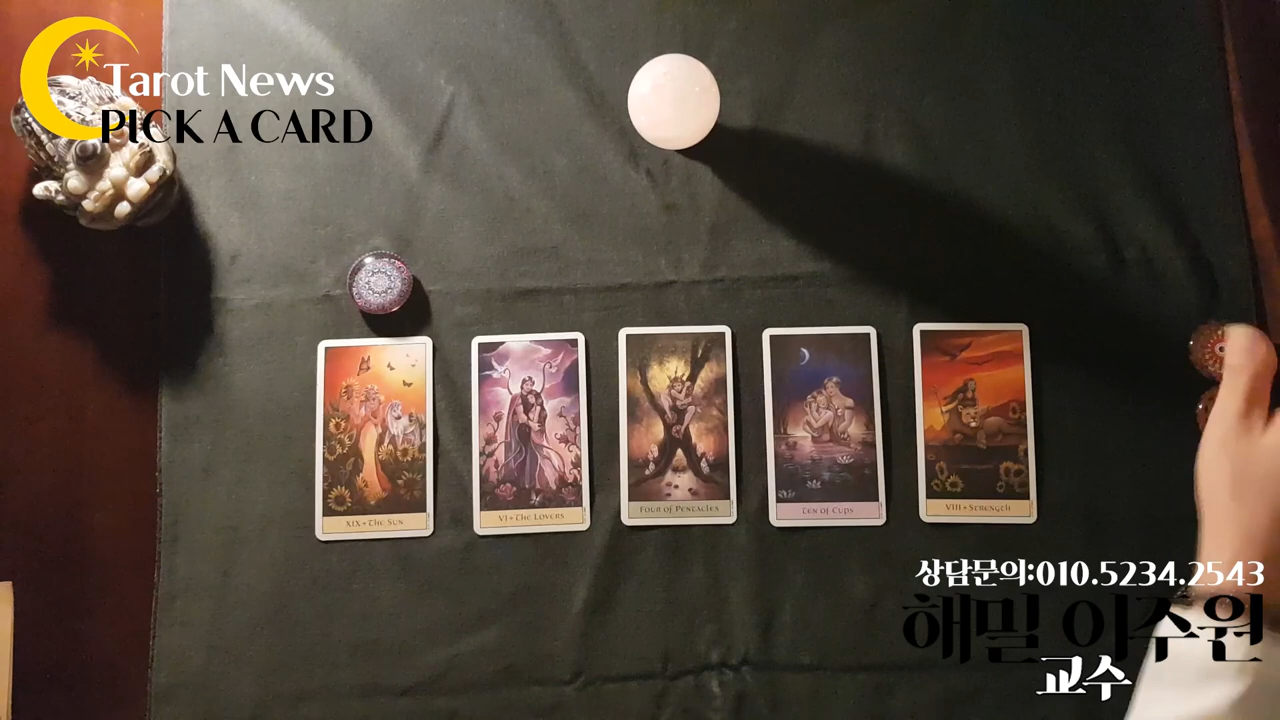 Tarot News
PICK A CARD
XIX + The Sun
VI + The Lovers
Four of Pentacles
Ten of Cups
VIII + Strength
상담문의:010.5234.2543
해밀 이주원
교수